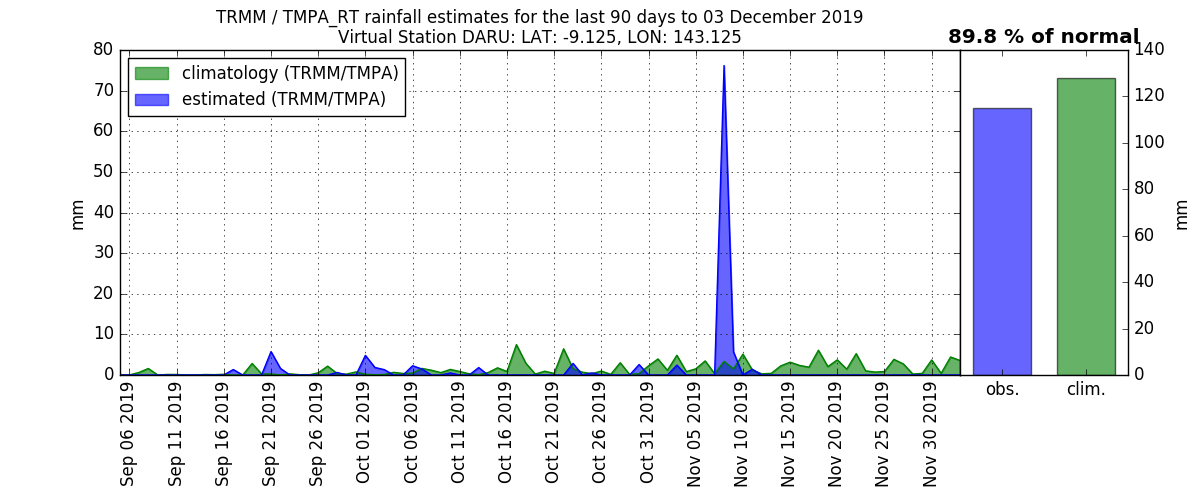 TRMM / TMPA_RT rainfall estimates for the last 90 days to 03 December 2019
Virtual Station DARU: LAT: -9.125, LON: 143.125
89.8 % of normal
climatology (TRMM/TMPA)
estimated (TRMM/TMPA)
mm
80
70
60
50
40
30
20
10
0
Sep 06 2019
Sep 11 2019
Sep 16 2019
Sep 21 2019
Sep 26 2019
Oct 01 2019
Oct 06 2019
Oct 11 2019
Oct 16 2019
Oct 21 2019
Oct 26 2019
Oct 31 2019
Nov 05 2019
Nov 10 2019
Nov 15 2019
Nov 20 2019
Nov 25 2019
Nov 30 2019
obs.
clim.
140
120
100
80
60
40
20
0
mm